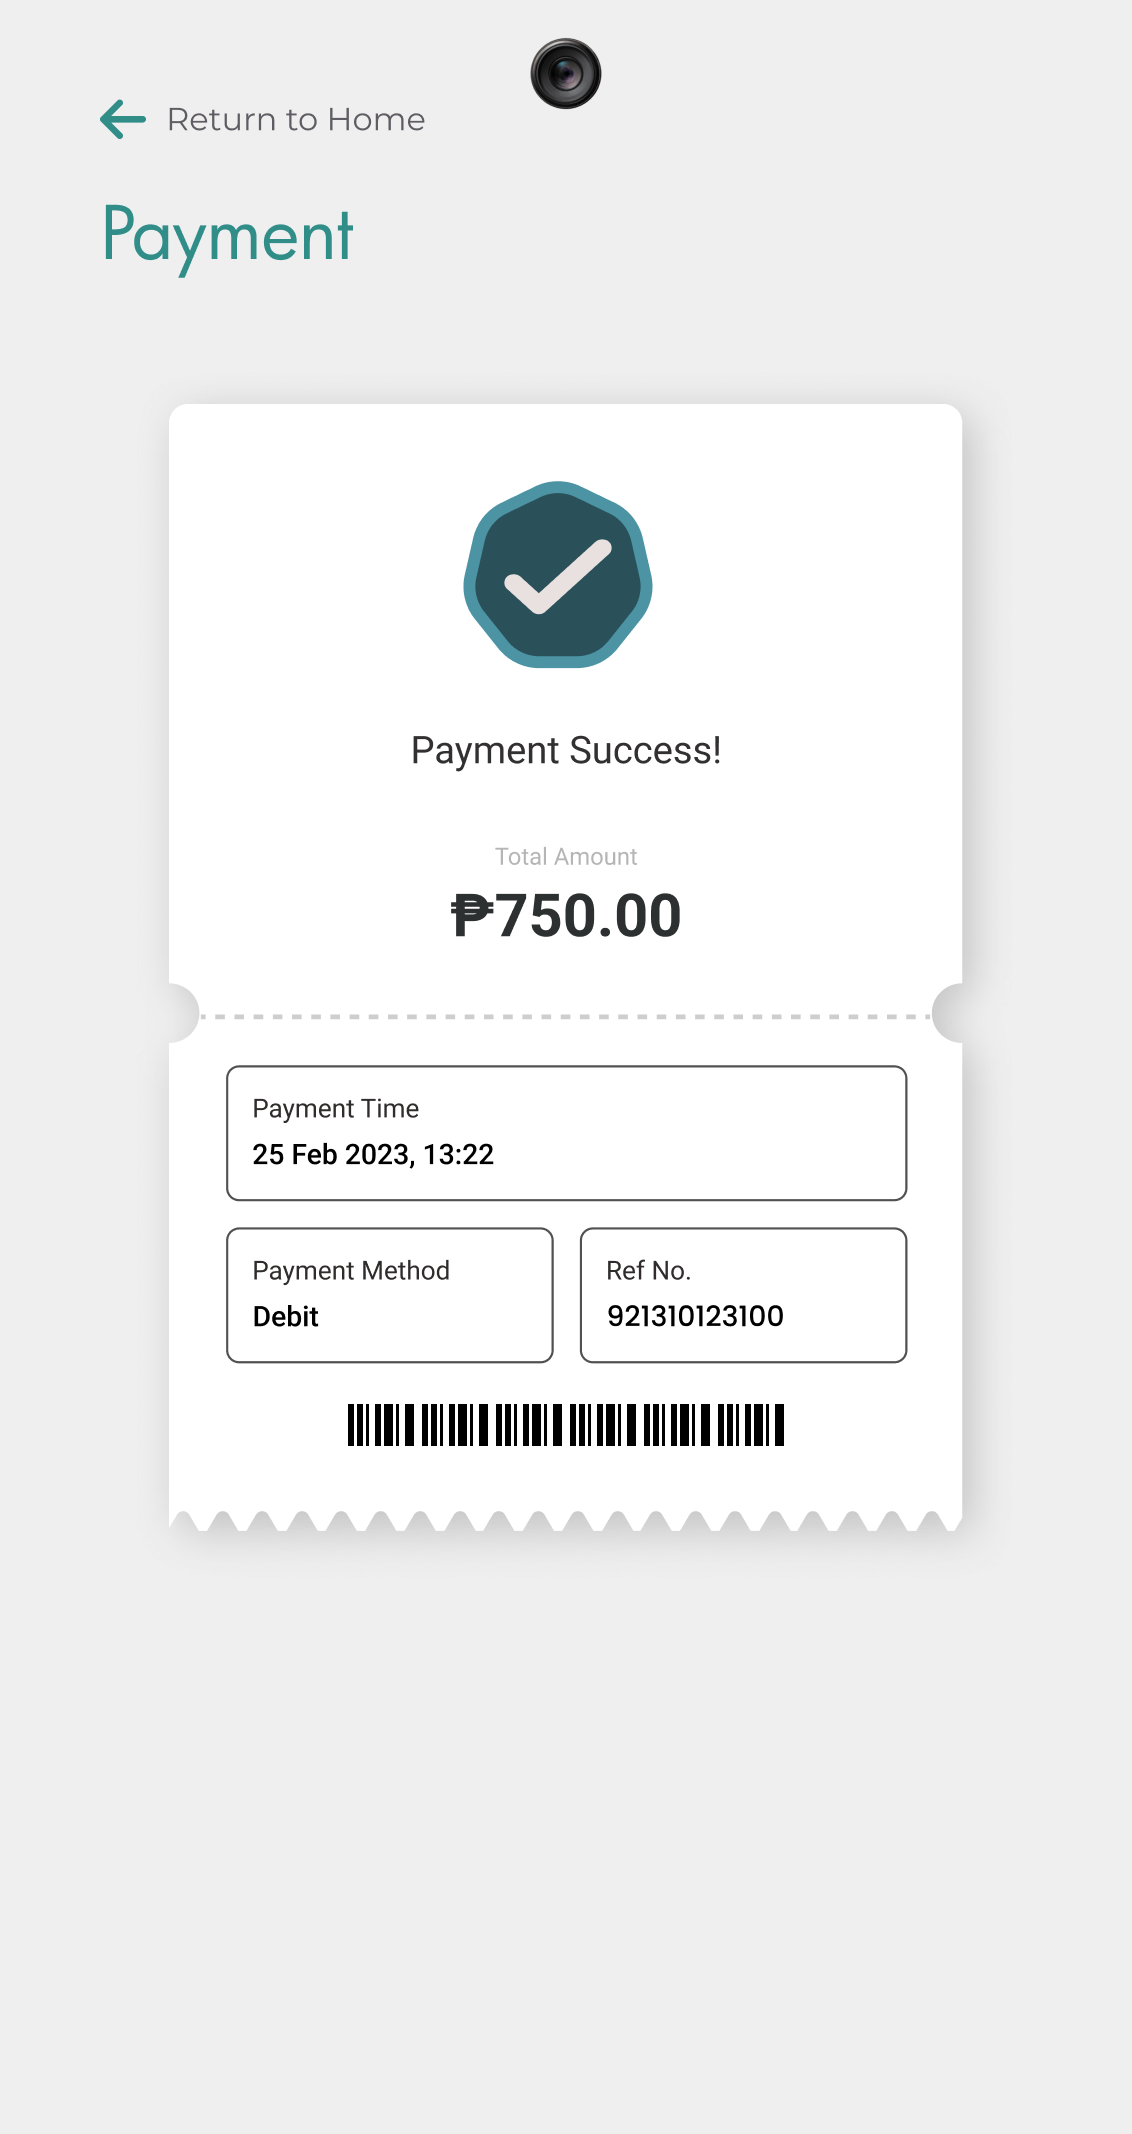 Return to Home
Payment
Payment Success!
Total Amount
₱750.00
Payment Time
25 Feb 2023, 13:22
Payment Method
Debit
Ref No.
921310123100